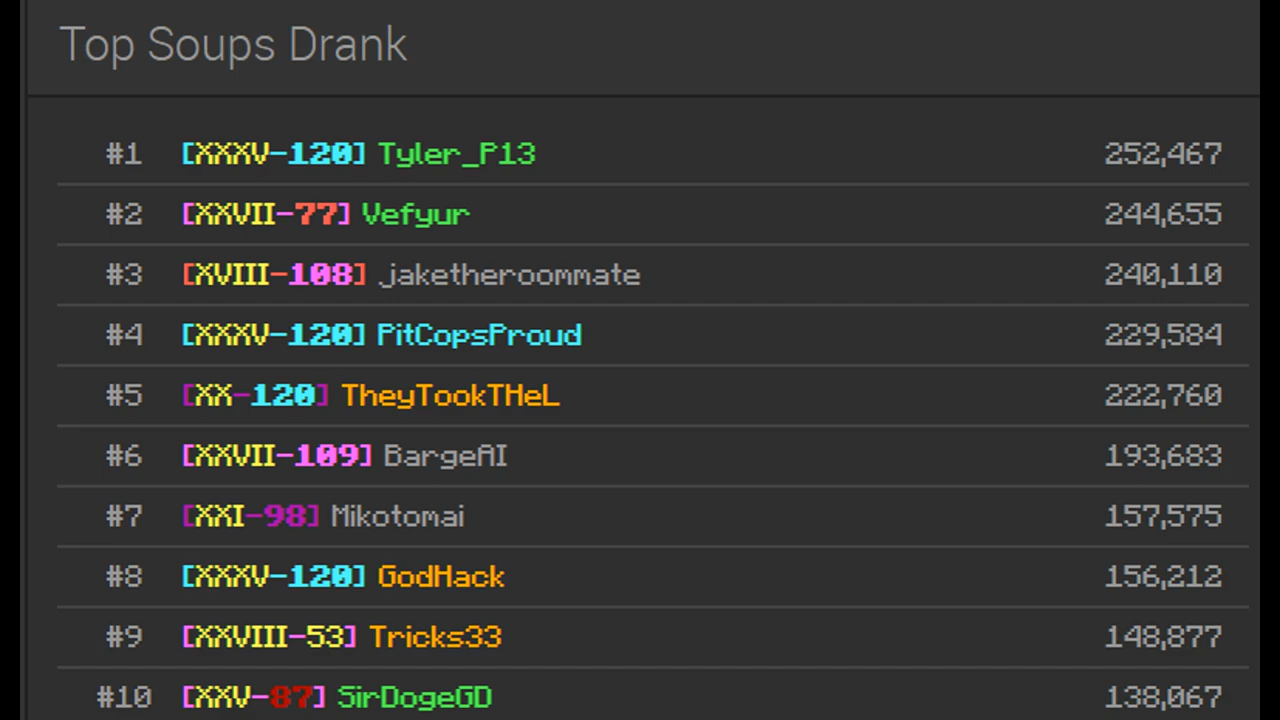 Top Soups Drank
#1 [XXXV-120] Tyler_P13 252,467
#2 [XXVII-77] Vefyur 244,655
#3 [XVIII-108] jaketheroommate 240,110
#4 [XXXV-120] PitCopsProud 229,584
#5 [XX-120] TheyTookTHeL 222,760
#6 [XXVII-109] BargeAI 193,683
#7 [XXI-98] Mikotomai 157,575
#8 [XXXV-120] GodHack 156,212
#9 [XXVIII-53] Tricks33 148,877
#10 [XXV-87] SirDogeGD 138,067